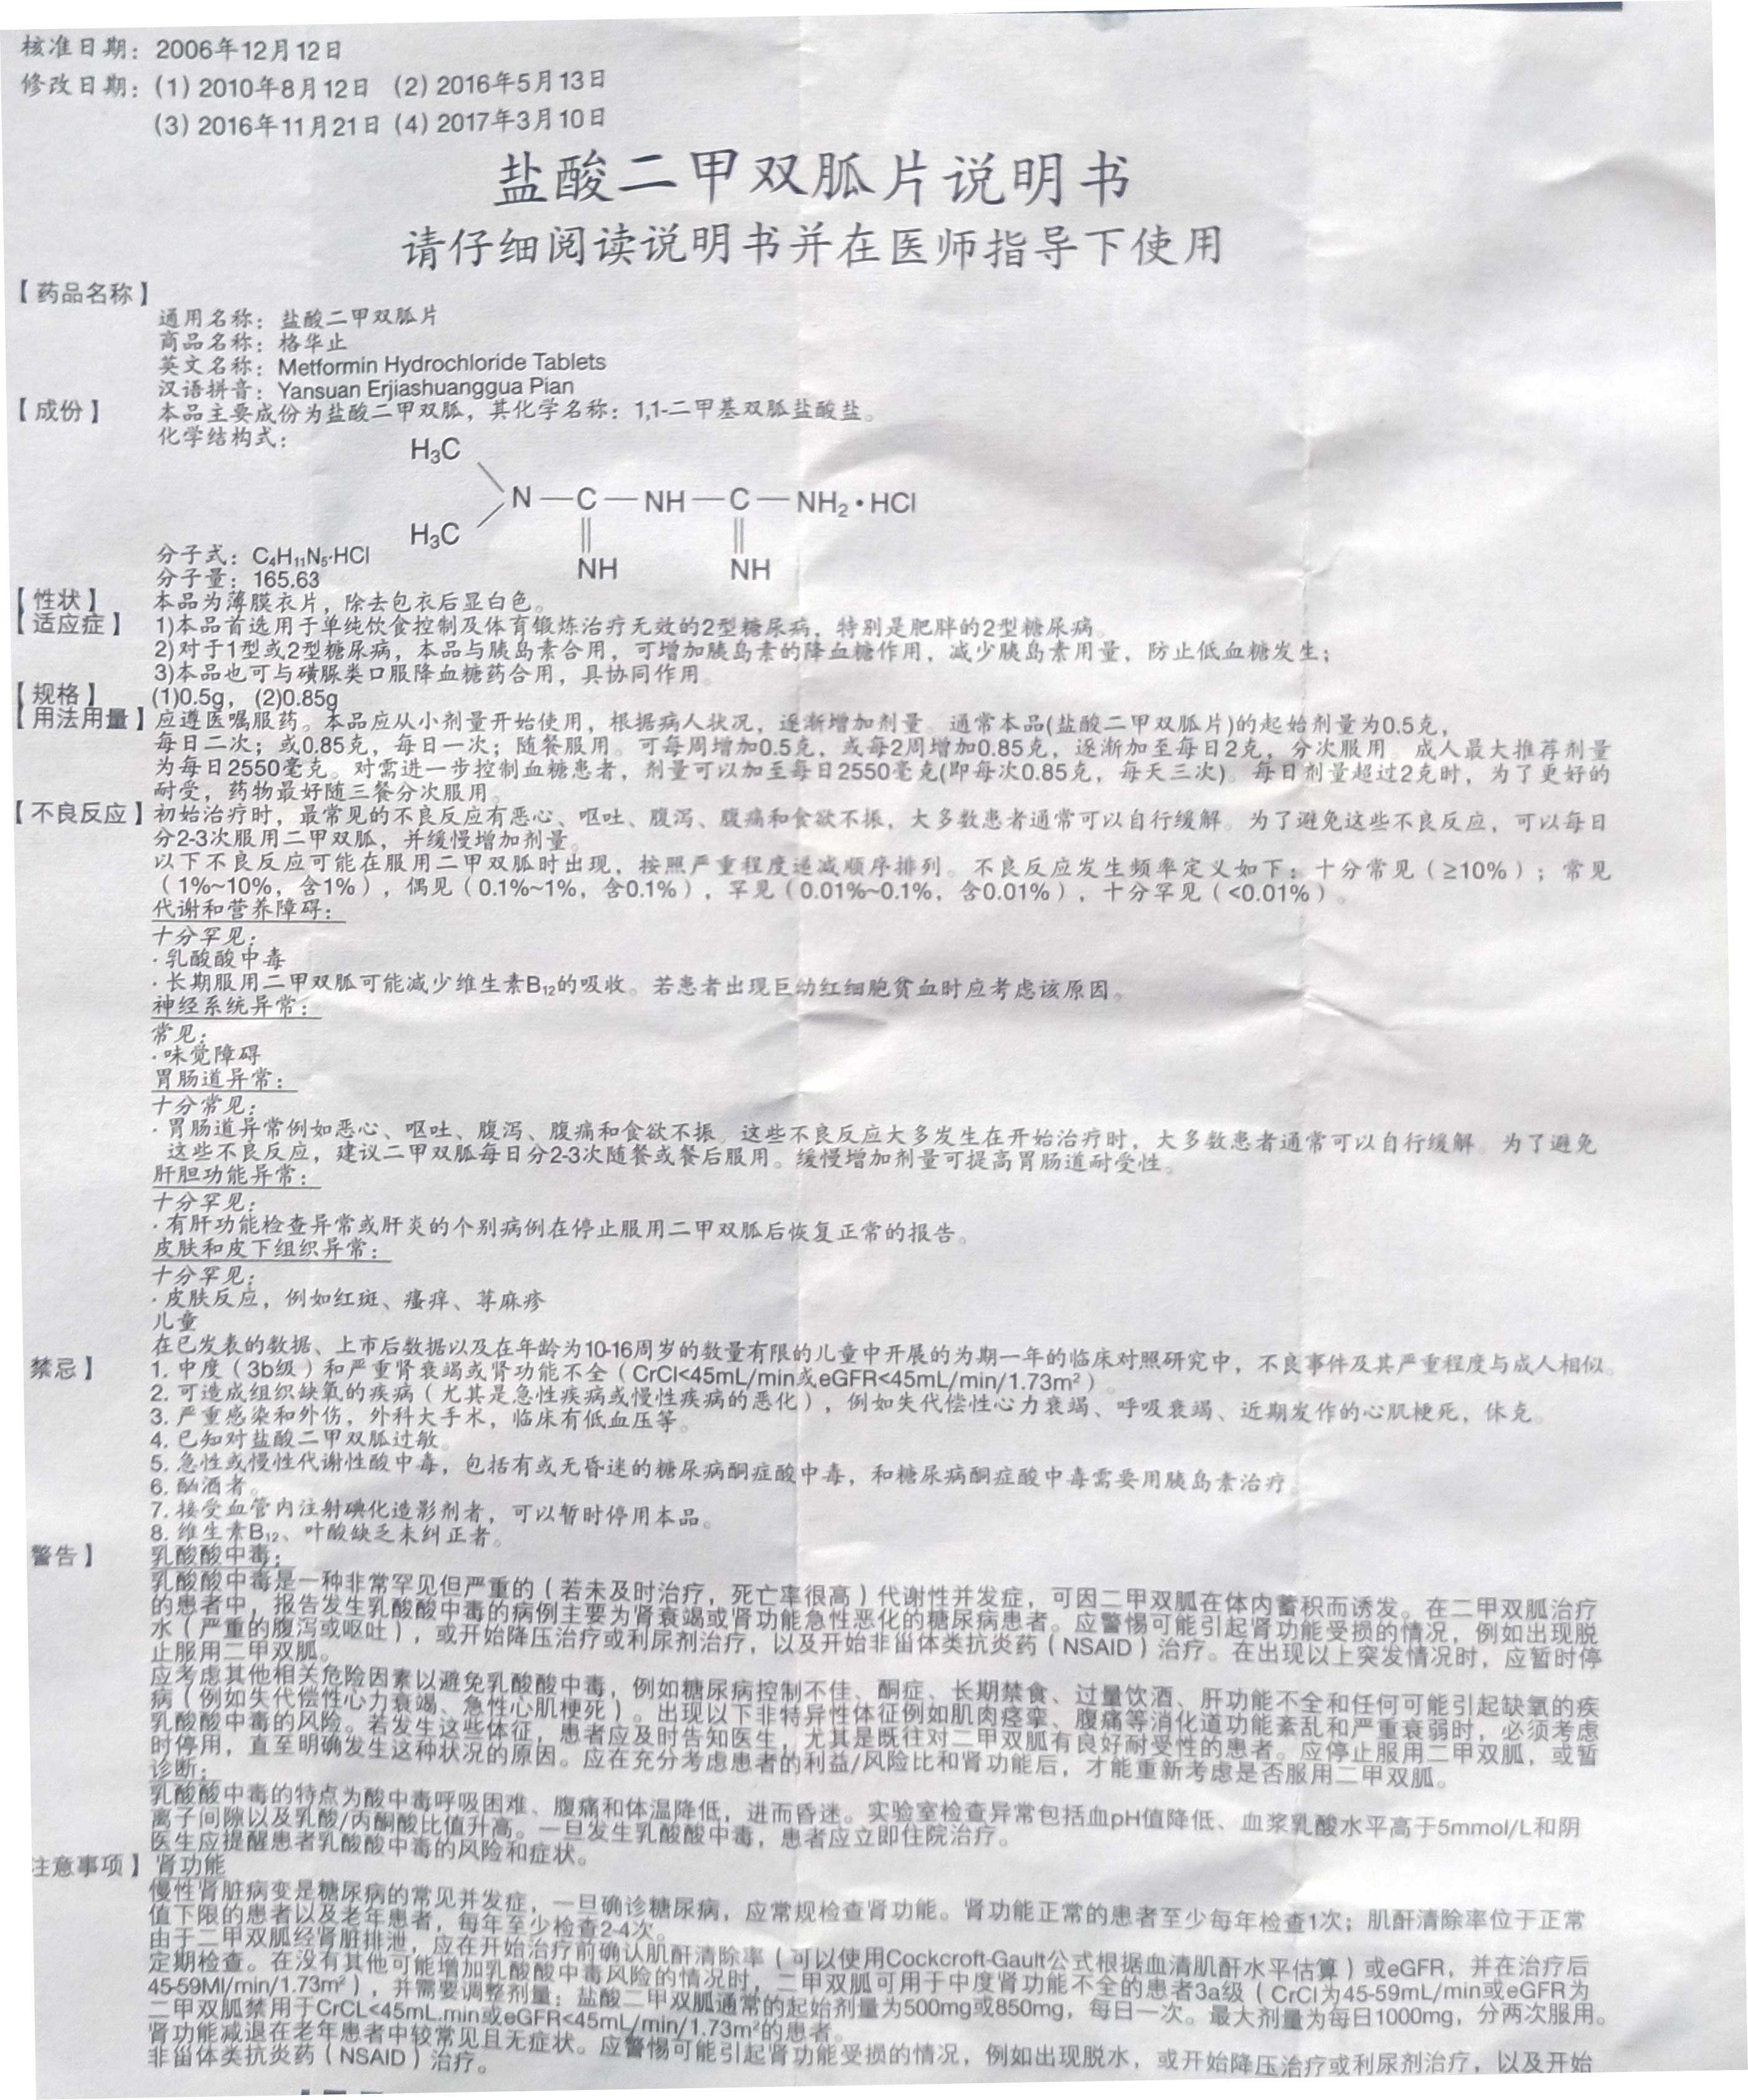 核准日期：2006年12月12日
修改日期：(1) 2010年8月12日 (2) 2016年5月13日
(3) 2016年11月21日 (4) 2017年3月10日
盐酸二甲双胍片说明书
请仔细阅读说明书并在医师指导下使用
【药品名称】
通用名称：盐酸二甲双胍片
商品名称：格华止
英文名称：Metformin Hydrochloride Tablets
汉语拼音：Yansuan Erjiashuanggua Pian
【成份】 本品主要成份为盐酸二甲双胍，其化学名称：1,1-二甲基双胍盐酸盐。
化学结构式：
H₃C
N—C—NH—C—NH₂•HCl
H₃C
NH NH
分子式：C₄H₁₁N₅·HCl
分子量：165.63
【性状】 本品为薄膜衣片，除去包衣后显白色。
【适应症】 1)本品首选用于单纯饮食控制及体育锻炼治疗无效的2型糖尿病，特别是肥胖的2型糖尿病。
2)对于1型或2型糖尿病，本品与胰岛素合用，可增加胰岛素的降血糖作用，减少胰岛素用量，防止低血糖发生；
3)本品也可与磺脲类口服降血糖药合用，具协同作用。
【规格】 (1)0.5g，(2)0.85g
【用法用量】应遵医嘱服药。本品应从小剂量开始使用，根据病人状况，逐渐增加剂量。通常本品(盐酸二甲双胍片)的起始剂量为0.5克，
每日二次；或0.85克，每日一次；随餐服用。可每周增加0.5克，或每2周增加0.85克，逐渐加至每日2克，分次服用。成人最大推荐剂量
为每日2550毫克。对需进一步控制血糖患者，剂量可以加至每日2550毫克(即每次0.85克，每天三次)。每日剂量超过2克时，为了更好的
耐受，药物最好随三餐分次服用。
【不良反应】初始治疗时，最常见的不良反应有恶心、呕吐、腹泻、腹痛和食欲不振，大多数患者通常可以自行缓解。为了避免这些不良反应，可以每日
分2-3次服用二甲双胍，并缓慢增加剂量。
以下不良反应可能在服用二甲双胍时出现，按照严重程度递减顺序排列。不良反应发生频率定义如下：十分常见（≥10%）；常见
（1%~10%，含1%），偶见（0.1%~1%，含0.1%），罕见（0.01%~0.1%，含0.01%），十分罕见（<0.01%）。
代谢和营养障碍：
十分罕见：
·乳酸酸中毒
·长期服用二甲双胍可能减少维生素B₁₂的吸收。若患者出现巨幼红细胞贫血时应考虑该原因。
神经系统异常：
常见：
·味觉障碍
胃肠道异常：
十分常见：
·胃肠道异常例如恶心、呕吐、腹泻、腹痛和食欲不振。这些不良反应大多发生在开始治疗时，大多数患者通常可以自行缓解。为了避免
这些不良反应，建议二甲双胍每日分2-3次随餐或餐后服用。缓慢增加剂量可提高胃肠道耐受性。
肝胆功能异常：
十分罕见：
·有肝功能检查异常或肝炎的个别病例在停止服用二甲双胍后恢复正常的报告。
皮肤和皮下组织异常：
十分罕见：
·皮肤反应，例如红斑、瘙痒、荨麻疹
儿童
在已发表的数据、上市后数据以及在年龄为10-16周岁的数量有限的儿童中开展的为期一年的临床对照研究中，不良事件及其严重程度与成人相似。
禁忌】 1. 中度（3b级）和严重肾衰竭或肾功能不全（CrCl<45mL/min或eGFR<45mL/min/1.73m²）。
2. 可造成组织缺氧的疾病（尤其是急性疾病或慢性疾病的恶化），例如失代偿性心力衰竭、呼吸衰竭、近期发作的心肌梗死，休克。
3. 严重感染和外伤，外科大手术，临床有低血压等。
4. 已知对盐酸二甲双胍过敏。
5. 急性或慢性代谢性酸中毒，包括有或无昏迷的糖尿病酮症酸中毒，和糖尿病酮症酸中毒需要用胰岛素治疗。
6. 酗酒者。
7. 接受血管内注射碘化造影剂者，可以暂时停用本品。
8. 维生素B₁₂、叶酸缺乏未纠正者。
警告】 乳酸酸中毒：
乳酸酸中毒是一种非常罕见但严重的（若未及时治疗，死亡率很高）代谢性并发症，可因二甲双胍在体内蓄积而诱发。在二甲双胍治疗
的患者中，报告发生乳酸酸中毒的病例主要为肾衰竭或肾功能急性恶化的糖尿病患者。应警惕可能引起肾功能受损的情况，例如出现脱
水（严重的腹泻或呕吐），或开始降压治疗或利尿剂治疗，以及开始非甾体类抗炎药（NSAID）治疗。在出现以上突发情况时，应暂时停
止服用二甲双胍。
应考虑其他相关危险因素以避免乳酸酸中毒，例如糖尿病控制不佳、酮症、长期禁食、过量饮酒、肝功能不全和任何可能引起缺氧的疾
病（例如失代偿性心力衰竭、急性心肌梗死）。出现以下非特异性体征例如肌肉痉挛、腹痛等消化道功能紊乱和严重衰弱时，必须考虑
乳酸酸中毒的风险。若发生这些体征，患者应及时告知医生，尤其是既往对二甲双胍有良好耐受性的患者。应停止服用二甲双胍，或暂
时停用，直至明确发生这种状况的原因。应在充分考虑患者的利益/风险比和肾功能后，才能重新考虑是否服用二甲双胍。
诊断：
乳酸酸中毒的特点为酸中毒呼吸困难、腹痛和体温降低，进而昏迷。实验室检查异常包括血pH值降低、血浆乳酸水平高于5mmol/L和阴
离子间隙以及乳酸/丙酮酸比值升高。一旦发生乳酸酸中毒，患者应立即住院治疗。
医生应提醒患者乳酸酸中毒的风险和症状。
注意事项】肾功能
慢性肾脏病变是糖尿病的常见并发症，一旦确诊糖尿病，应常规检查肾功能。肾功能正常的患者至少每年检查1次；肌酐清除率位于正常
值下限的患者以及老年患者，每年至少检查2-4次。
由于二甲双胍经肾脏排泄，应在开始治疗前确认肌酐清除率（可以使用Cockcroft-Gault公式根据血清肌酐水平估算）或eGFR，并在治疗后
定期检查。在没有其他可能增加乳酸酸中毒风险的情况时，二甲双胍可用于中度肾功能不全的患者3a级（CrCl为45-59mL/min或eGFR为
45-59Ml/min/1.73m²），并需要调整剂量：盐酸二甲双胍通常的起始剂量为500mg或850mg，每日一次。最大剂量为每日1000mg，分两次服用。
二甲双胍禁用于CrCL<45mL.min或eGFR<45mL/min/1.73m²的患者。
肾功能减退在老年患者中较常见且无症状。应警惕可能引起肾功能受损的情况，例如出现脱水，或开始降压治疗或利尿剂治疗，以及开始
非甾体类抗炎药（NSAID）治疗。